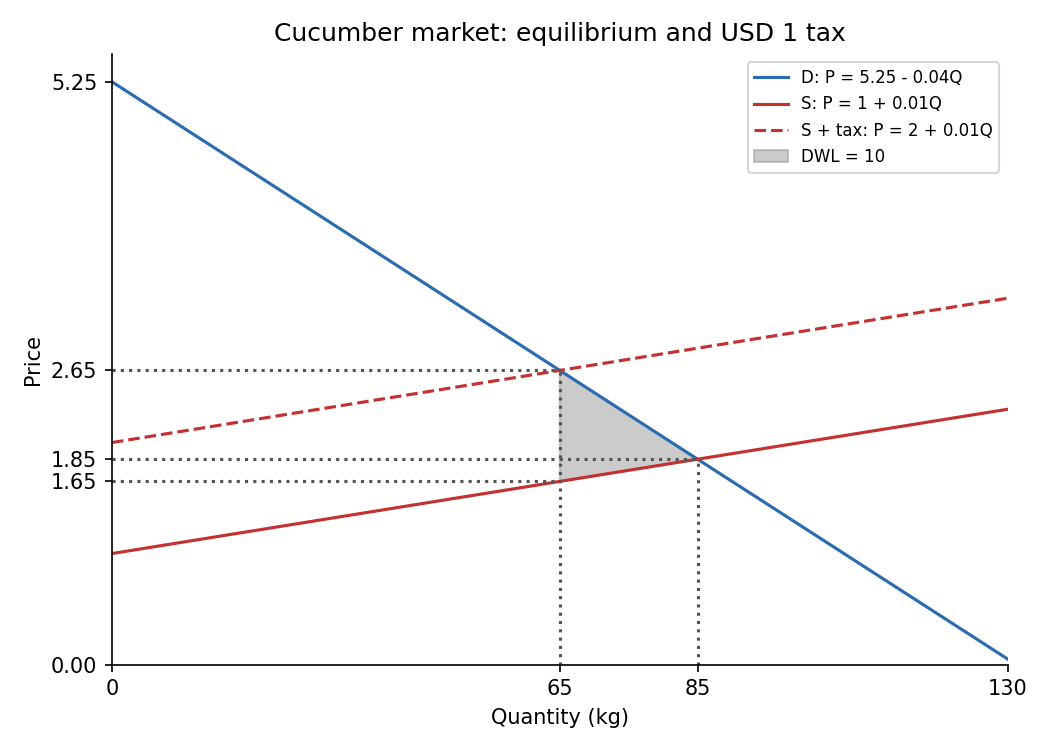 Cucumber market: equilibrium and USD 1 tax
D: P = 5.25 - 0.04Q
S: P = 1 + 0.01Q
S + tax: P = 2 + 0.01Q
DWL = 10
Price
5.25
2.65
1.85
1.65
0.00
0
65
85
130
Quantity (kg)